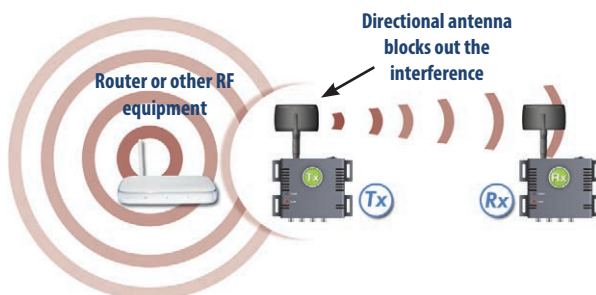 Directional antenna
blocks out the
interference
Router or other RF
equipment
Tx
Rx
Tx
Rx